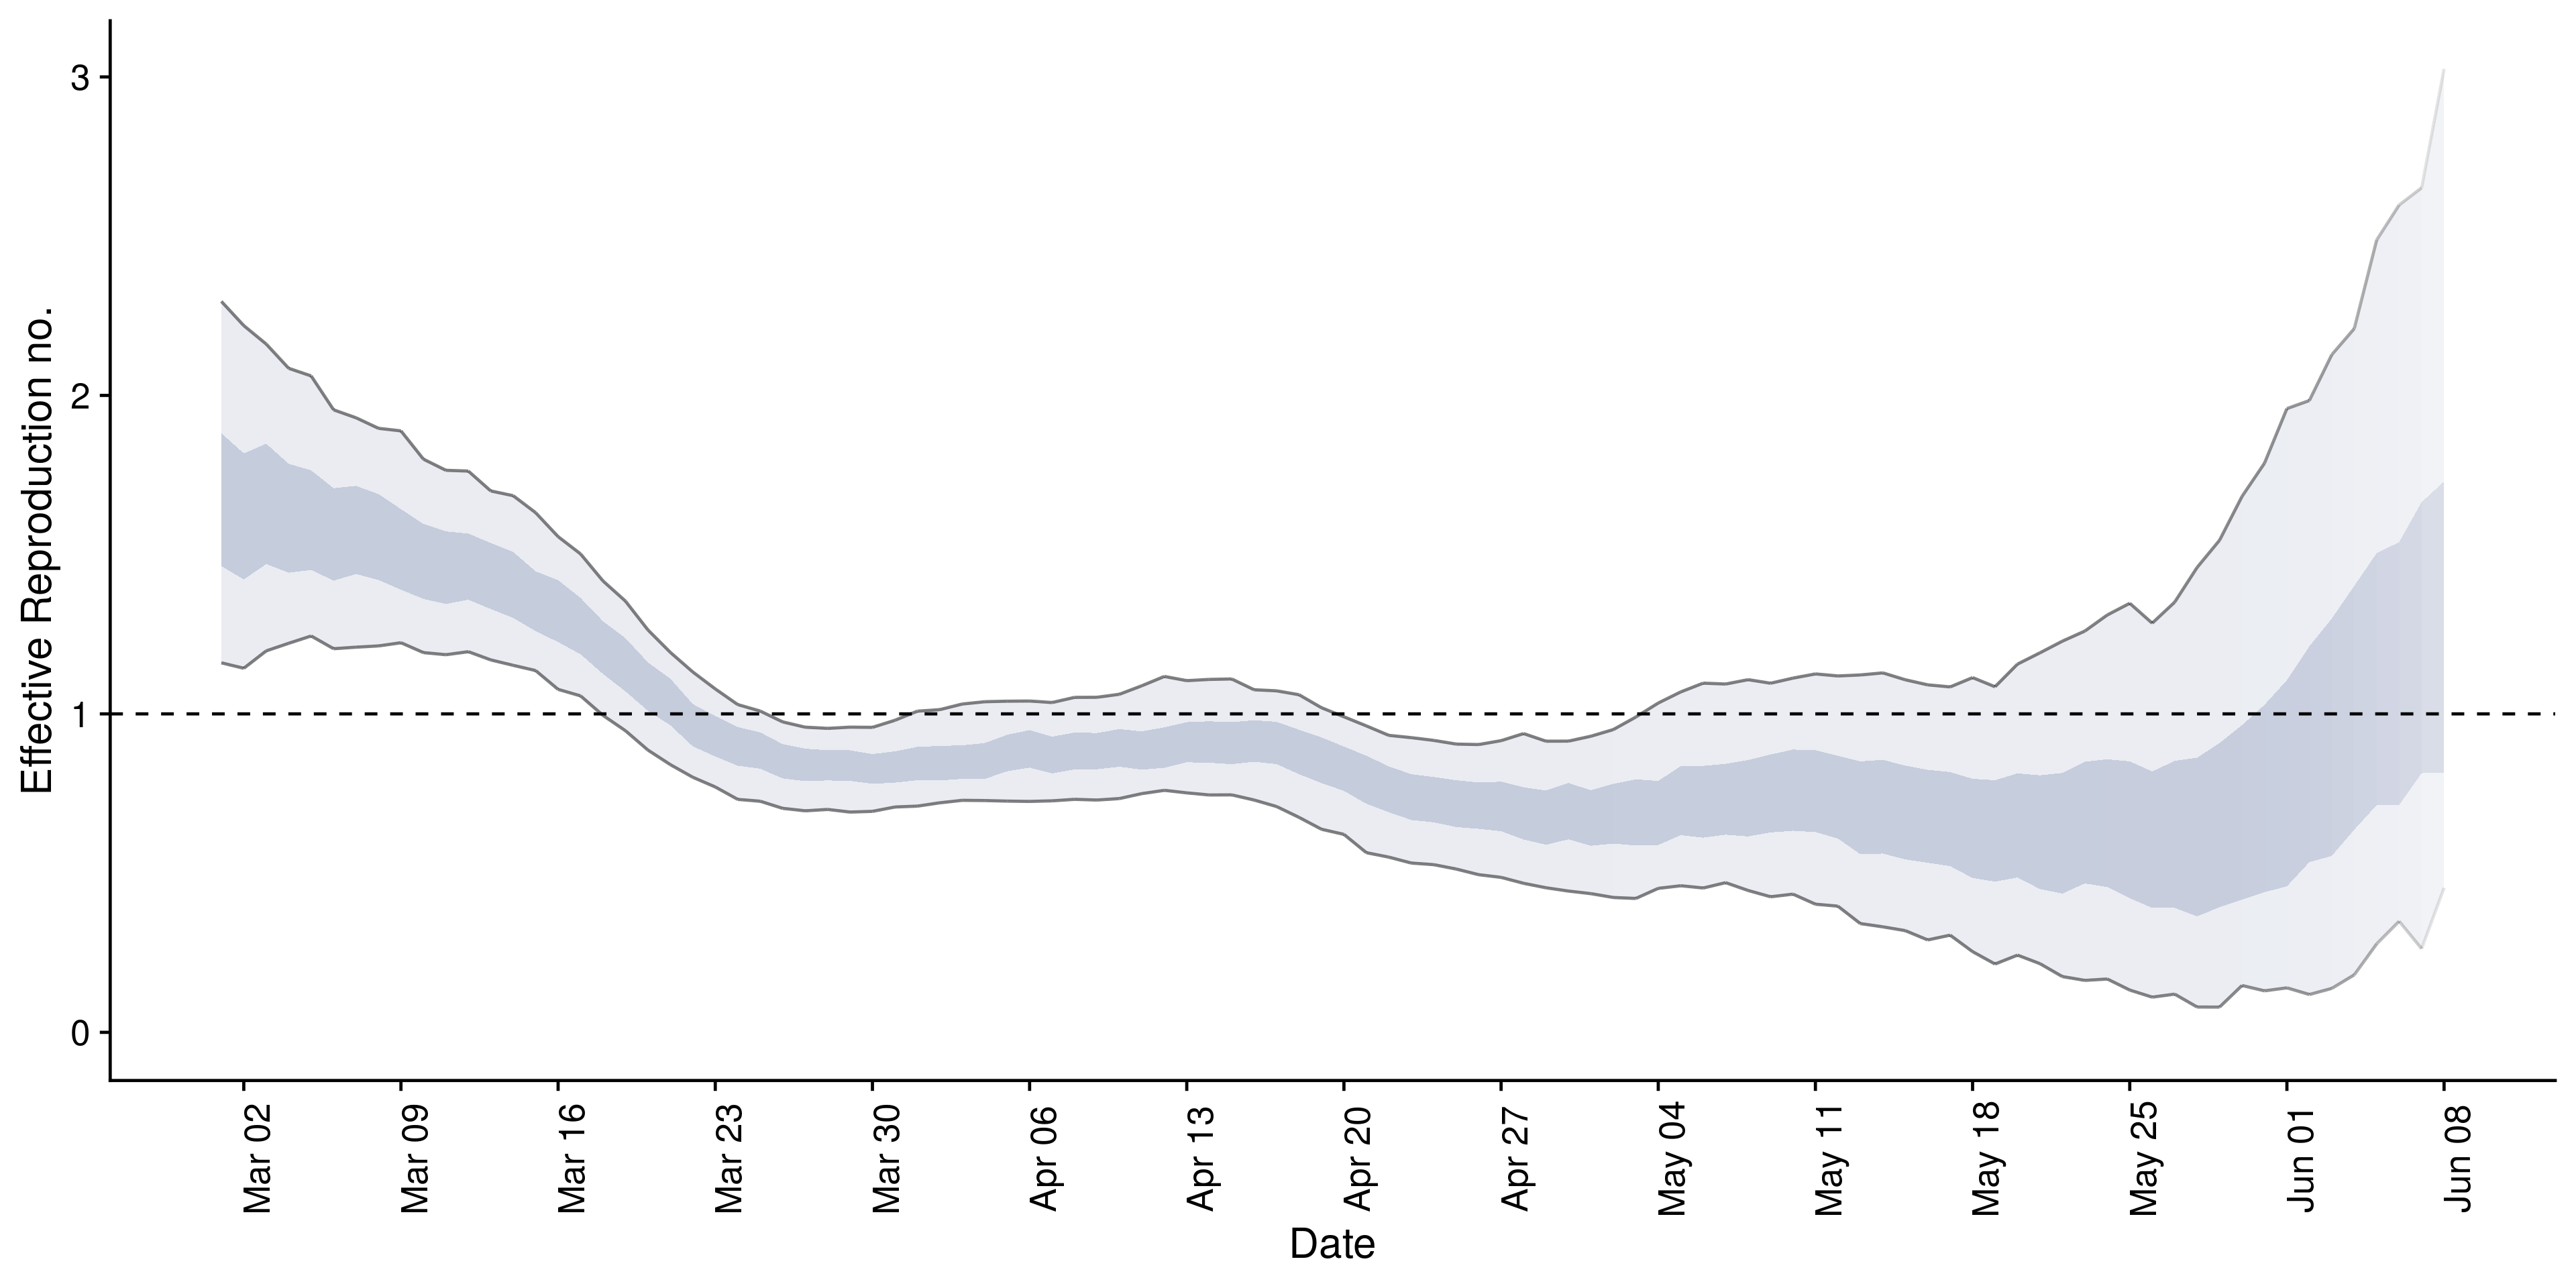 Effective Reproduction no.
3
2
1
0
Mar 02
Mar 09
Mar 16
Mar 23
Mar 30
Apr 06
Apr 13
Apr 20
Apr 27
May 04
May 11
May 18
May 25
Jun 01
Jun 08
Date